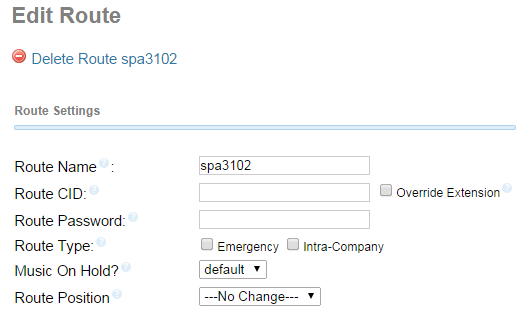 Edit Route
Delete Route spa3102
Route Settings
Route Name? : spa3102
Route CID:? Override Extension?
Route Password:?
Route Type:? Emergency Intra-Company
Music On Hold?? default
Route Position? ---No Change---